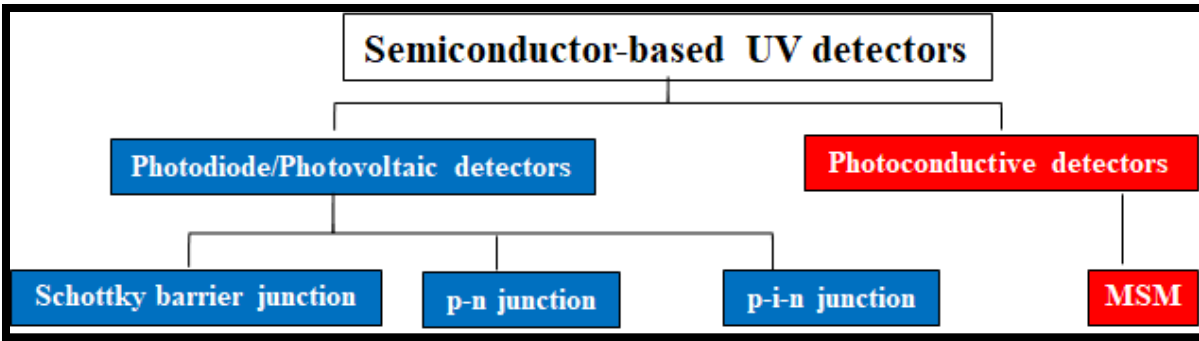 Semiconductor-based UV detectors
Photodiode/Photovoltaic detectors
Photoconductive detectors
Schottky barrier junction
p-n junction
p-i-n junction
MSM